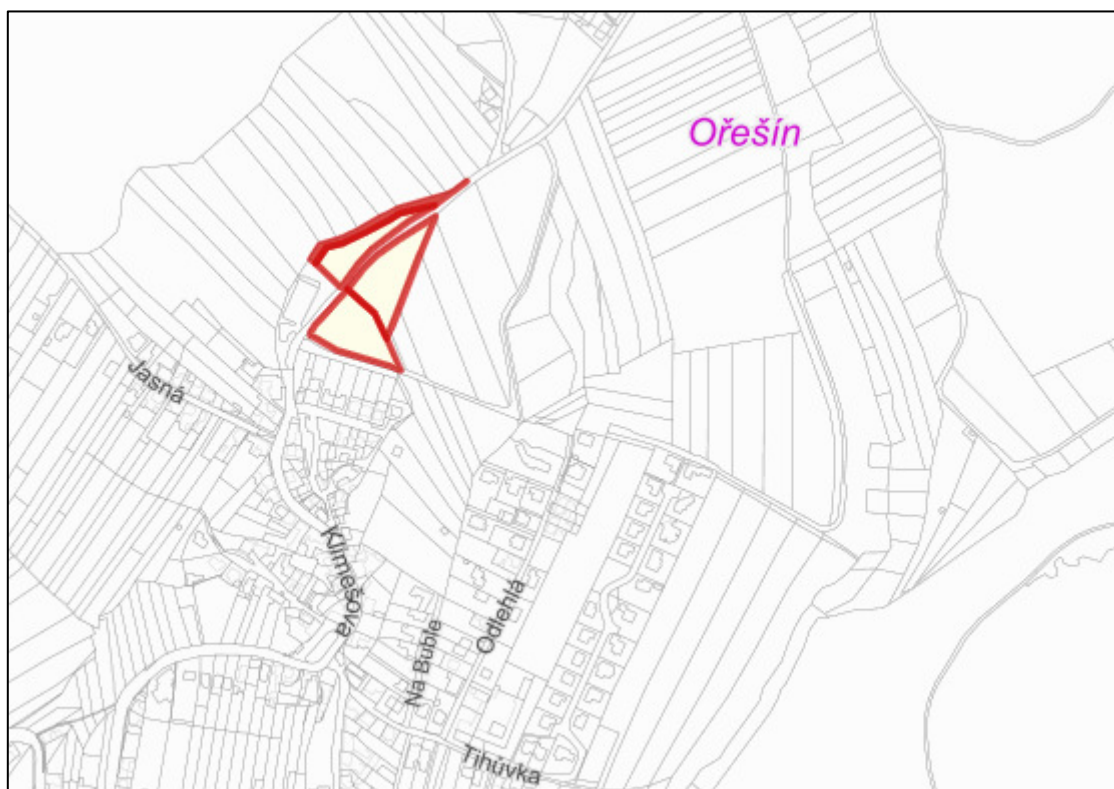 Ořešín
Jasná
Klimešova
Odlehlá
Na Buble
Tihůvka